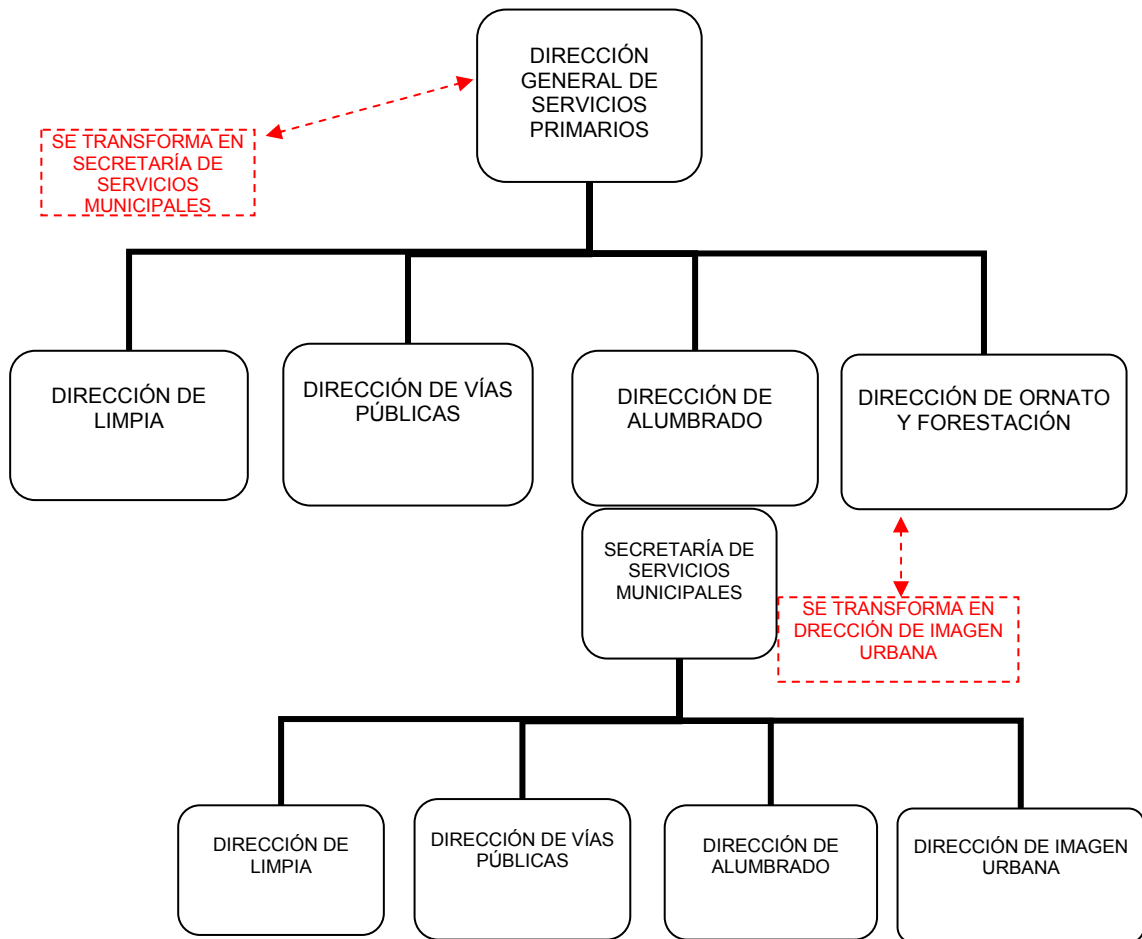 DIRECCIÓN
GENERAL DE
SERVICIOS
PRIMARIOS
SE TRANSFORMA EN
SECRETARÍA DE
SERVICIOS
MUNICIPALES
DIRECCIÓN DE
LIMPIA
DIRECCIÓN DE VÍAS
PÚBLICAS
DIRECCIÓN DE
ALUMBRADO
DIRECCIÓN DE ORNATO
Y FORESTACIÓN
SECRETARÍA DE
SERVICIOS
MUNICIPALES
SE TRANSFORMA EN
DRECCIÓN DE IMAGEN
URBANA
DIRECCIÓN DE
LIMPIA
DIRECCIÓN DE VÍAS
PÚBLICAS
DIRECCIÓN DE
ALUMBRADO
DIRECCIÓN DE IMAGEN
URBANA